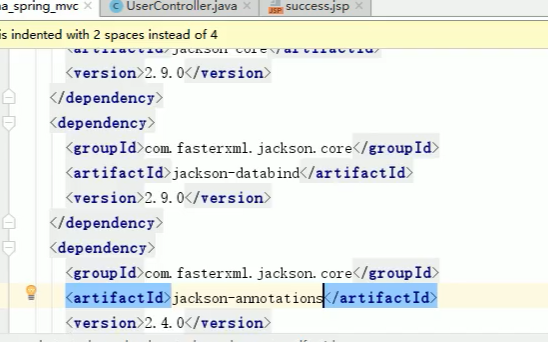 na_spring_mvc × UserController.java × success.jsp ×
is indented with 2 spaces instead of 4
<artifactId>jackson-core</artifactId>
<version>2.9.0</version>
</dependency>
<dependency>
<groupId>com.fasterxml.jackson.core</groupId>
<artifactId>jackson-databind</artifactId>
<version>2.9.0</version>
</dependency>
<dependency>
<groupId>com.fasterxml.jackson.core</groupId>
<artifactId>jackson-annotations</artifactId>
<version>2.4.0</version>